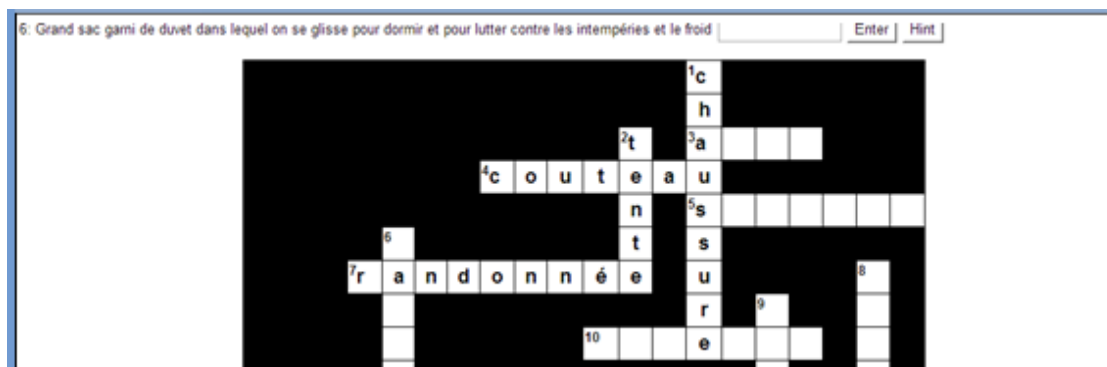 6: Grand sac garni de duvet dans lequel on se glisse pour dormir et pour lutter contre les intempéries et le froid Enter Hint
1c
h
2t 3a
4c o u t e a u
n 5s
6 t s
7r a n d o n n é e u 8
r 9
10 e